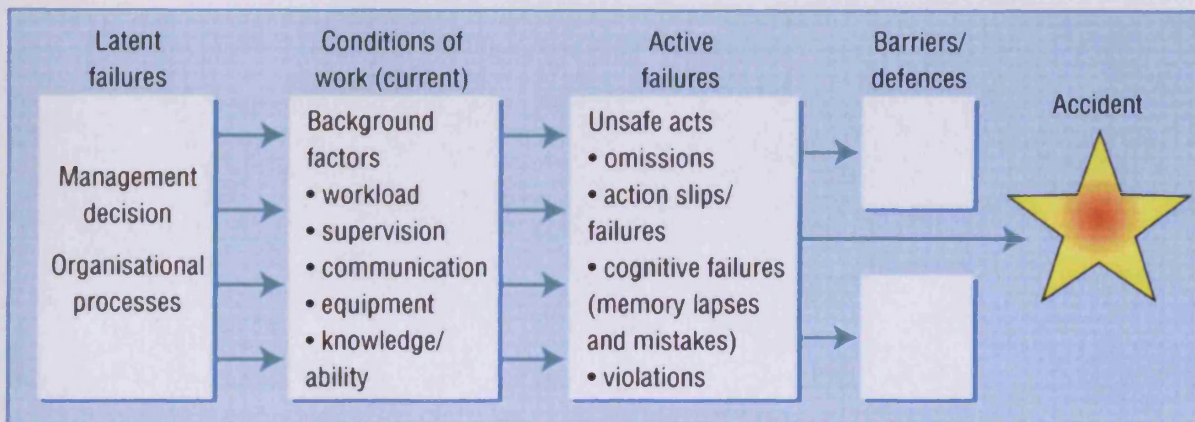 Latent
failures
Conditions of
work (current)
Active
failures
Barriers/
defences
Accident
Management
decision
Organisational
processes
Background
factors
• workload
• supervision
• communication
• equipment
• knowledge/
ability
Unsafe acts
• omissions
• action slips/
failures
• cognitive failures
(memory lapses
and mistakes)
• violations